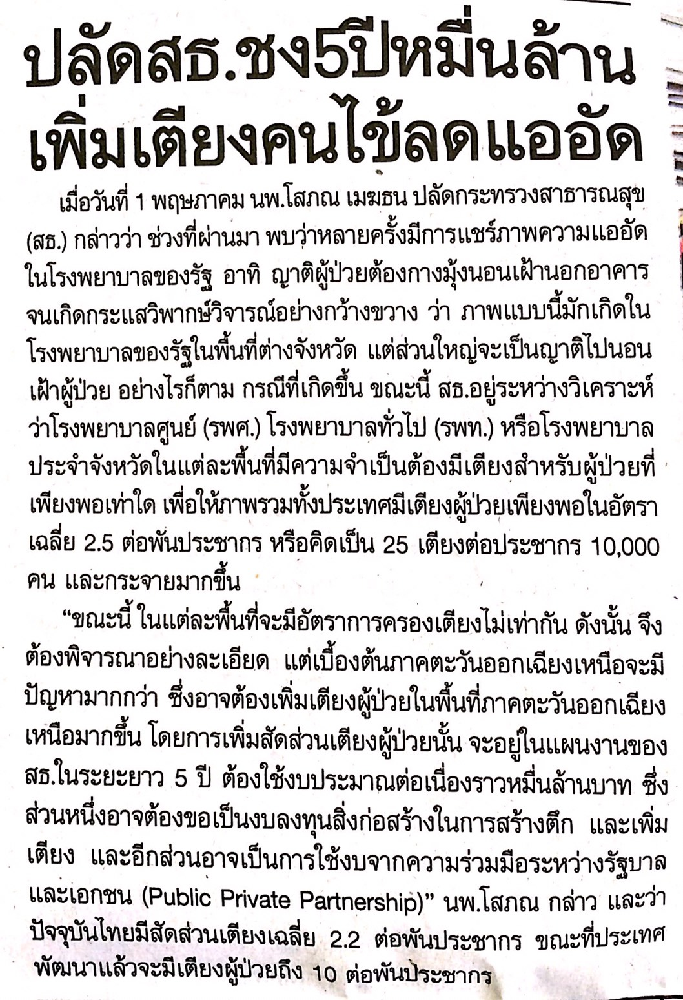 ปลัดสธ.ชง5ปีหมื่นล้าน
เพิ่มเตียงคนไข้ลดแออัด
เมื่อวันที่ 1 พฤษภาคม นพ.โสภณ เมฆธน ปลัดกระทรวงสาธารณสุข
(สธ.) กล่าวว่า ช่วงที่ผ่านมา พบว่าหลายครั้งมีการแชร์ภาพความแออัด
ในโรงพยาบาลของรัฐ อาทิ ญาติผู้ป่วยต้องกางมุ้งนอนเฝ้านอกอาคาร
จนเกิดกระแสวิพากษ์วิจารณ์อย่างกว้างขวาง ว่า ภาพแบบนี้มักเกิดใน
โรงพยาบาลของรัฐในพื้นที่ต่างจังหวัด แต่ส่วนใหญ่จะเป็นญาติไปนอน
เฝ้าผู้ป่วย อย่างไรก็ตาม กรณีที่เกิดขึ้น ขณะนี้ สธ.อยู่ระหว่างวิเคราะห์
ว่าโรงพยาบาลศูนย์ (รพศ.) โรงพยาบาลทั่วไป (รพท.) หรือโรงพยาบาล
ประจำจังหวัดในแต่ละพื้นที่มีความจำเป็นต้องมีเตียงสำหรับผู้ป่วยที่
เพียงพอเท่าใด เพื่อให้ภาพรวมทั้งประเทศมีเตียงผู้ป่วยเพียงพอในอัตรา
เฉลี่ย 2.5 ต่อพันประชากร หรือคิดเป็น 25 เตียงต่อประชากร 10,000
คน และกระจายมากขึ้น
“ขณะนี้ ในแต่ละพื้นที่จะมีอัตราการครองเตียงไม่เท่ากัน ดังนั้น จึง
ต้องพิจารณาอย่างละเอียด แต่เบื้องต้นภาคตะวันออกเฉียงเหนือจะมี
ปัญหามากกว่า ซึ่งอาจต้องเพิ่มเตียงผู้ป่วยในพื้นที่ภาคตะวันออกเฉียง
เหนือมากขึ้น โดยการเพิ่มสัดส่วนเตียงผู้ป่วยนั้น จะอยู่ในแผนงานของ
สธ.ในระยะยาว 5 ปี ต้องใช้งบประมาณต่อเนื่องราวหมื่นล้านบาท ซึ่ง
ส่วนหนึ่งอาจต้องขอเป็นงบลงทุนสิ่งก่อสร้างในการสร้างตึก และเพิ่ม
เตียง และอีกส่วนอาจเป็นการใช้งบจากความร่วมมือระหว่างรัฐบาล
และเอกชน (Public Private Partnership)” นพ.โสภณ กล่าว และว่า
ปัจจุบันไทยมีสัดส่วนเตียงเฉลี่ย 2.2 ต่อพันประชากร ขณะที่ประเทศ
พัฒนาแล้วจะมีเตียงผู้ป่วยถึง 10 ต่อพันประชากร